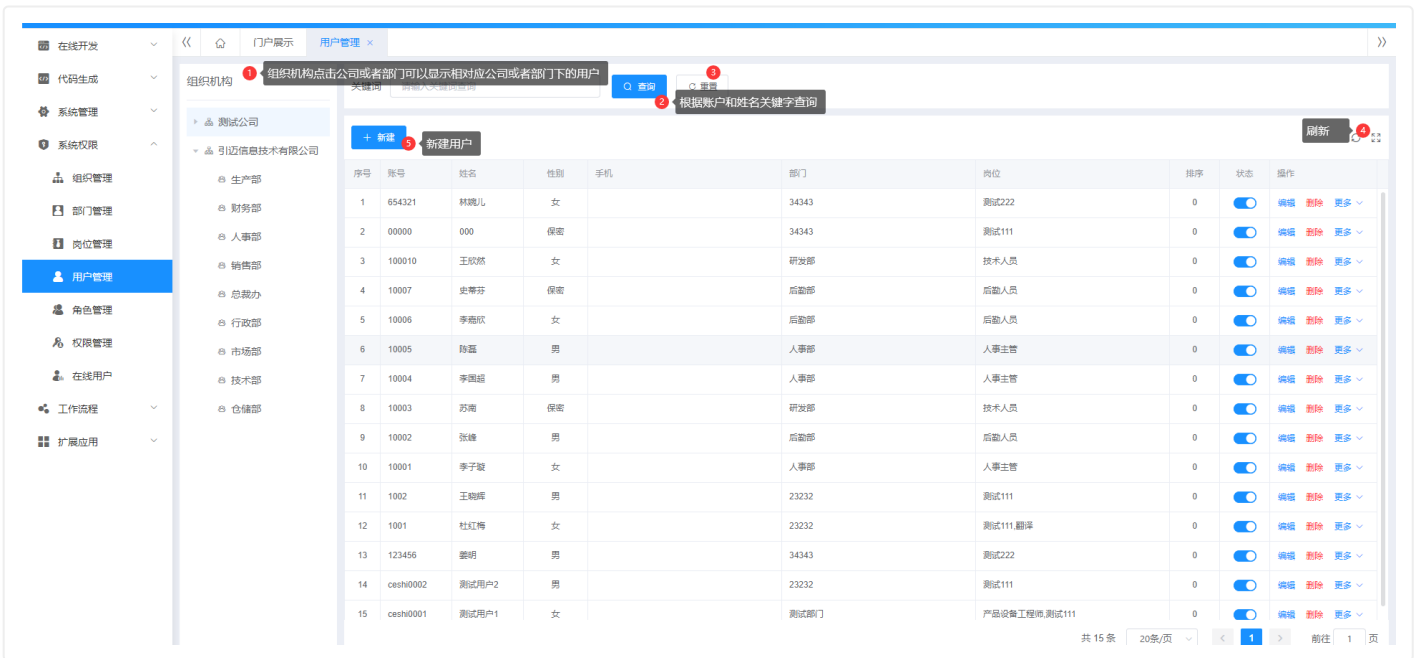 在线开发
代码生成
系统管理
系统权限
组织管理
部门管理
岗位管理
用户管理
角色管理
权限管理
在线用户
工作流程
扩展应用
门户展示 用户管理 ×
组织机构
1 组织机构点击公司或者部门可以显示相对应公司或者部门下的用户
测试公司
引迈信息技术有限公司
生产部
财务部
人事部
销售部
总裁办
行政部
市场部
技术部
仓储部
关键词 请输入关键词查询 查询 重置
3
2 根据账户和姓名关键字查询
+ 新建
5 新建用户
刷新 4
序号 账号 姓名 性别 手机 部门 岗位 排序 状态 操作
1 654321 林婉儿 女 34343 测试222 0 编辑 删除 更多
2 00000 000 保密 34343 测试111 0 编辑 删除 更多
3 100010 王欣然 女 研发部 技术人员 0 编辑 删除 更多
4 10007 史蒂芬 保密 后勤部 后勤人员 0 编辑 删除 更多
5 10006 李嘉欣 女 后勤部 后勤人员 0 编辑 删除 更多
6 10005 陈磊 男 人事部 人事主管 0 编辑 删除 更多
7 10004 李国超 男 人事部 人事主管 0 编辑 删除 更多
8 10003 苏南 保密 研发部 技术人员 0 编辑 删除 更多
9 10002 张峰 男 后勤部 后勤人员 0 编辑 删除 更多
10 10001 李子璇 女 人事部 人事主管 0 编辑 删除 更多
11 1002 王晓辉 男 23232 测试111 0 编辑 删除 更多
12 1001 杜红梅 女 23232 测试111,翻译 0 编辑 删除 更多
13 123456 姜明 男 34343 测试222 0 编辑 删除 更多
14 ceshi0002 测试用户2 男 23232 测试111 0 编辑 删除 更多
15 ceshi0001 测试用户1 女 测试部门 产品设备工程师,测试111 0 编辑 删除 更多
共 15 条 20条/页 < 1 > 前往 1 页